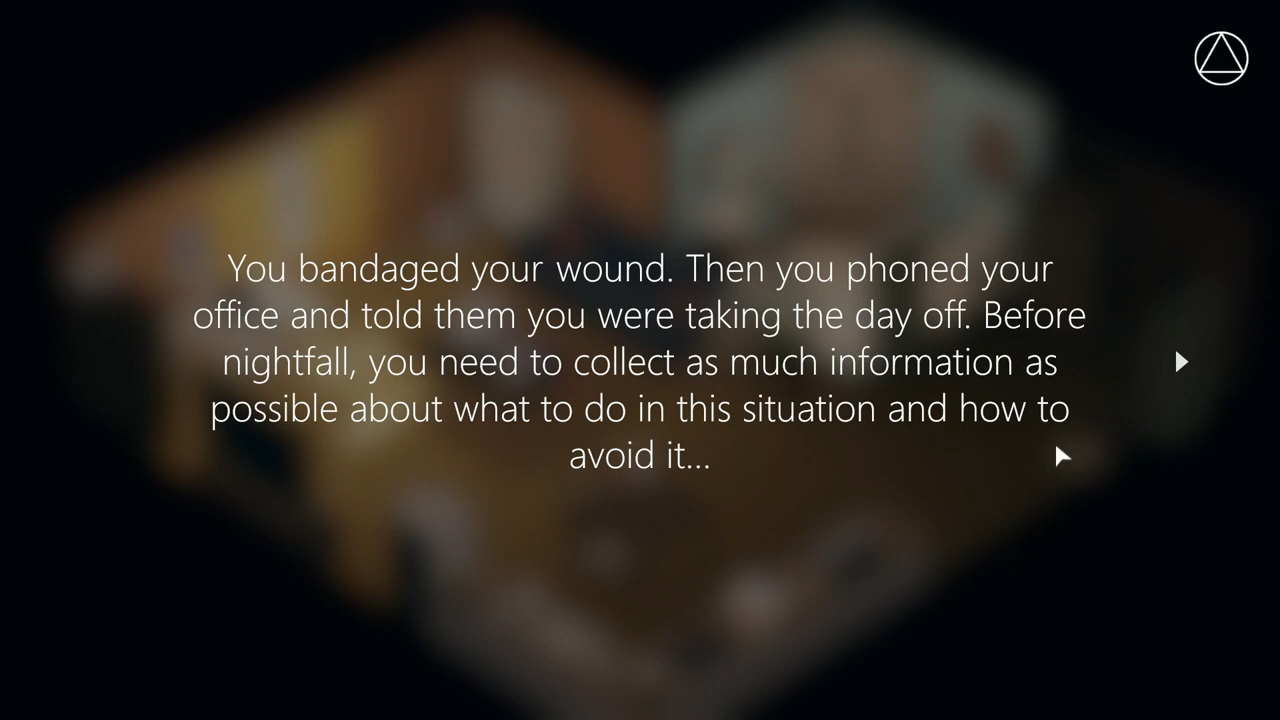 You bandaged your wound. Then you phoned your
office and told them you were taking the day off. Before
nightfall, you need to collect as much information as
possible about what to do in this situation and how to
avoid it...